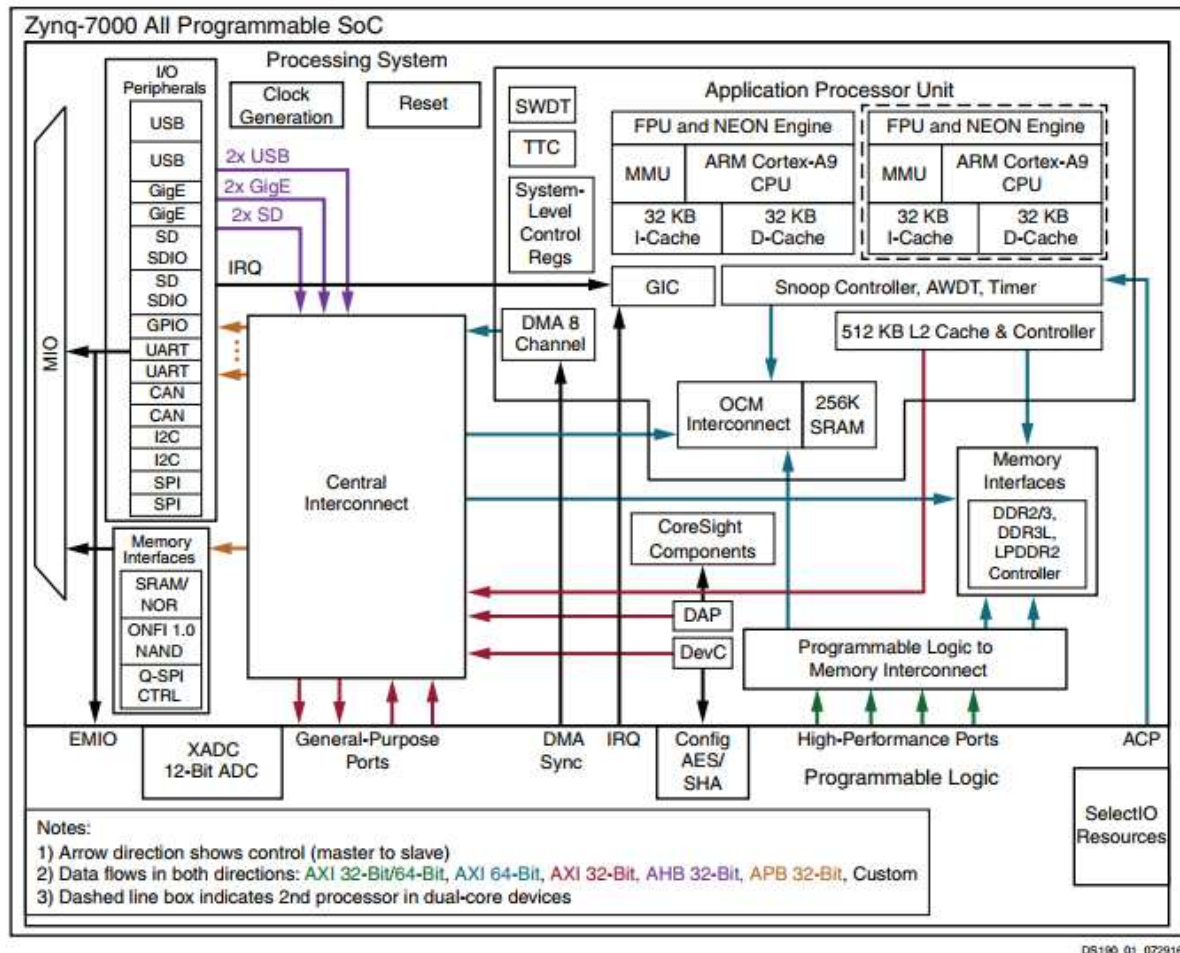 Zynq-7000 All Programmable SoC
Processing System
I/O
Peripherals
USB
USB
GigE
GigE
SD
SDIO
SD
SDIO
GPIO
UART
UART
CAN
CAN
I2C
I2C
SPI
SPI
MIO
Clock
Generation
Reset
2x USB
2x GigE
2x SD
IRQ
Application Processor Unit
SWDT
TTC
System-
Level
Control
Regs
FPU and NEON Engine
MMU
ARM Cortex-A9
CPU
32 KB
I-Cache
32 KB
D-Cache
FPU and NEON Engine
MMU
ARM Cortex-A9
CPU
32 KB
I-Cache
32 KB
D-Cache
GIC
Snoop Controller, AWDT, Timer
DMA 8
Channel
512 KB L2 Cache & Controller
OCM
Interconnect
256K
SRAM
Central
Interconnect
Memory
Interfaces
DDR2/3,
DDR3L,
LPDDR2
Controller
CoreSight
Components
DAP
DevC
Programmable Logic to
Memory Interconnect
Memory
Interfaces
SRAM/
NOR
ONFI 1.0
NAND
Q-SPI
CTRL
EMIO
XADC
12-Bit ADC
General-Purpose
Ports
DMA
Sync
IRQ
Config
AES/
SHA
High-Performance Ports
ACP
Programmable Logic
SelectIO
Resources
Notes:
1) Arrow direction shows control (master to slave)
2) Data flows in both directions: AXI 32-Bit/64-Bit, AXI 64-Bit, AXI 32-Bit, AHB 32-Bit, APB 32-Bit, Custom
3) Dashed line box indicates 2nd processor in dual-core devices
DS190_01_072916